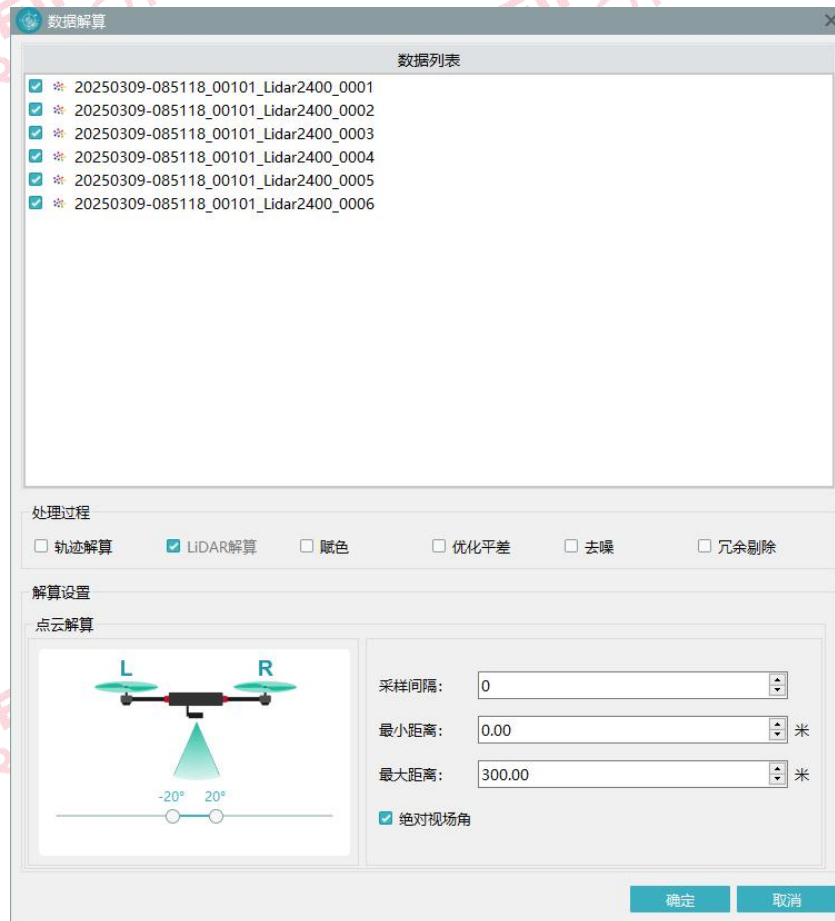 数据解算
数据列表
20250309-085118_00101_Lidar2400_0001
20250309-085118_00101_Lidar2400_0002
20250309-085118_00101_Lidar2400_0003
20250309-085118_00101_Lidar2400_0004
20250309-085118_00101_Lidar2400_0005
20250309-085118_00101_Lidar2400_0006
处理过程
轨迹解算 LiDAR解算 赋色 优化平差 去噪 冗余剔除
解算设置
点云解算
L R
-20° 20°
采样间隔: 0
最小距离: 0.00 米
最大距离: 300.00 米
绝对视场角
确定 取消